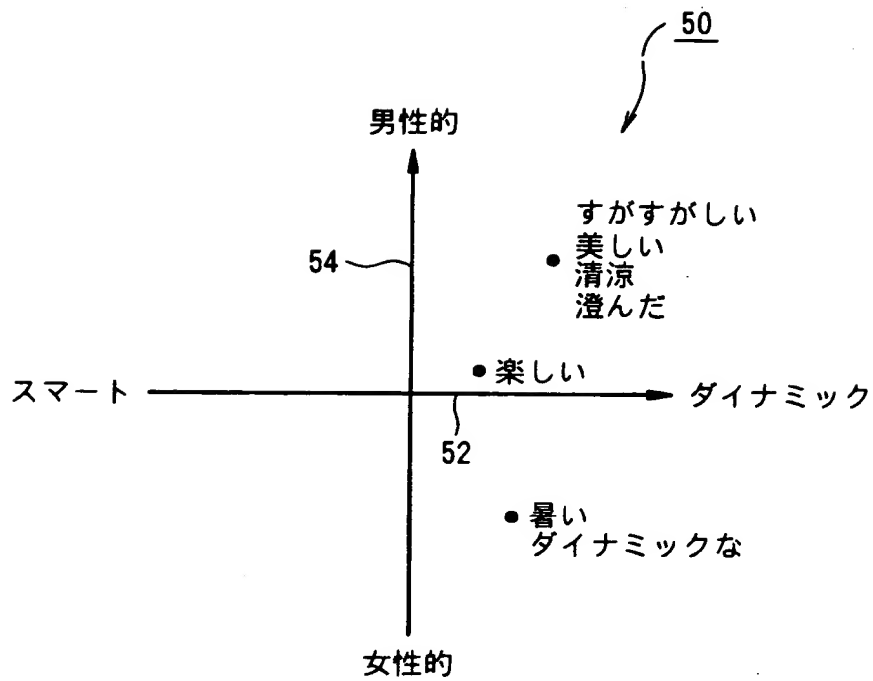 50
男性的
すがすがしい
美しい
清涼
澄んだ
54
楽しい
スマート
ダイナミック
52
暑い
ダイナミックな
女性的